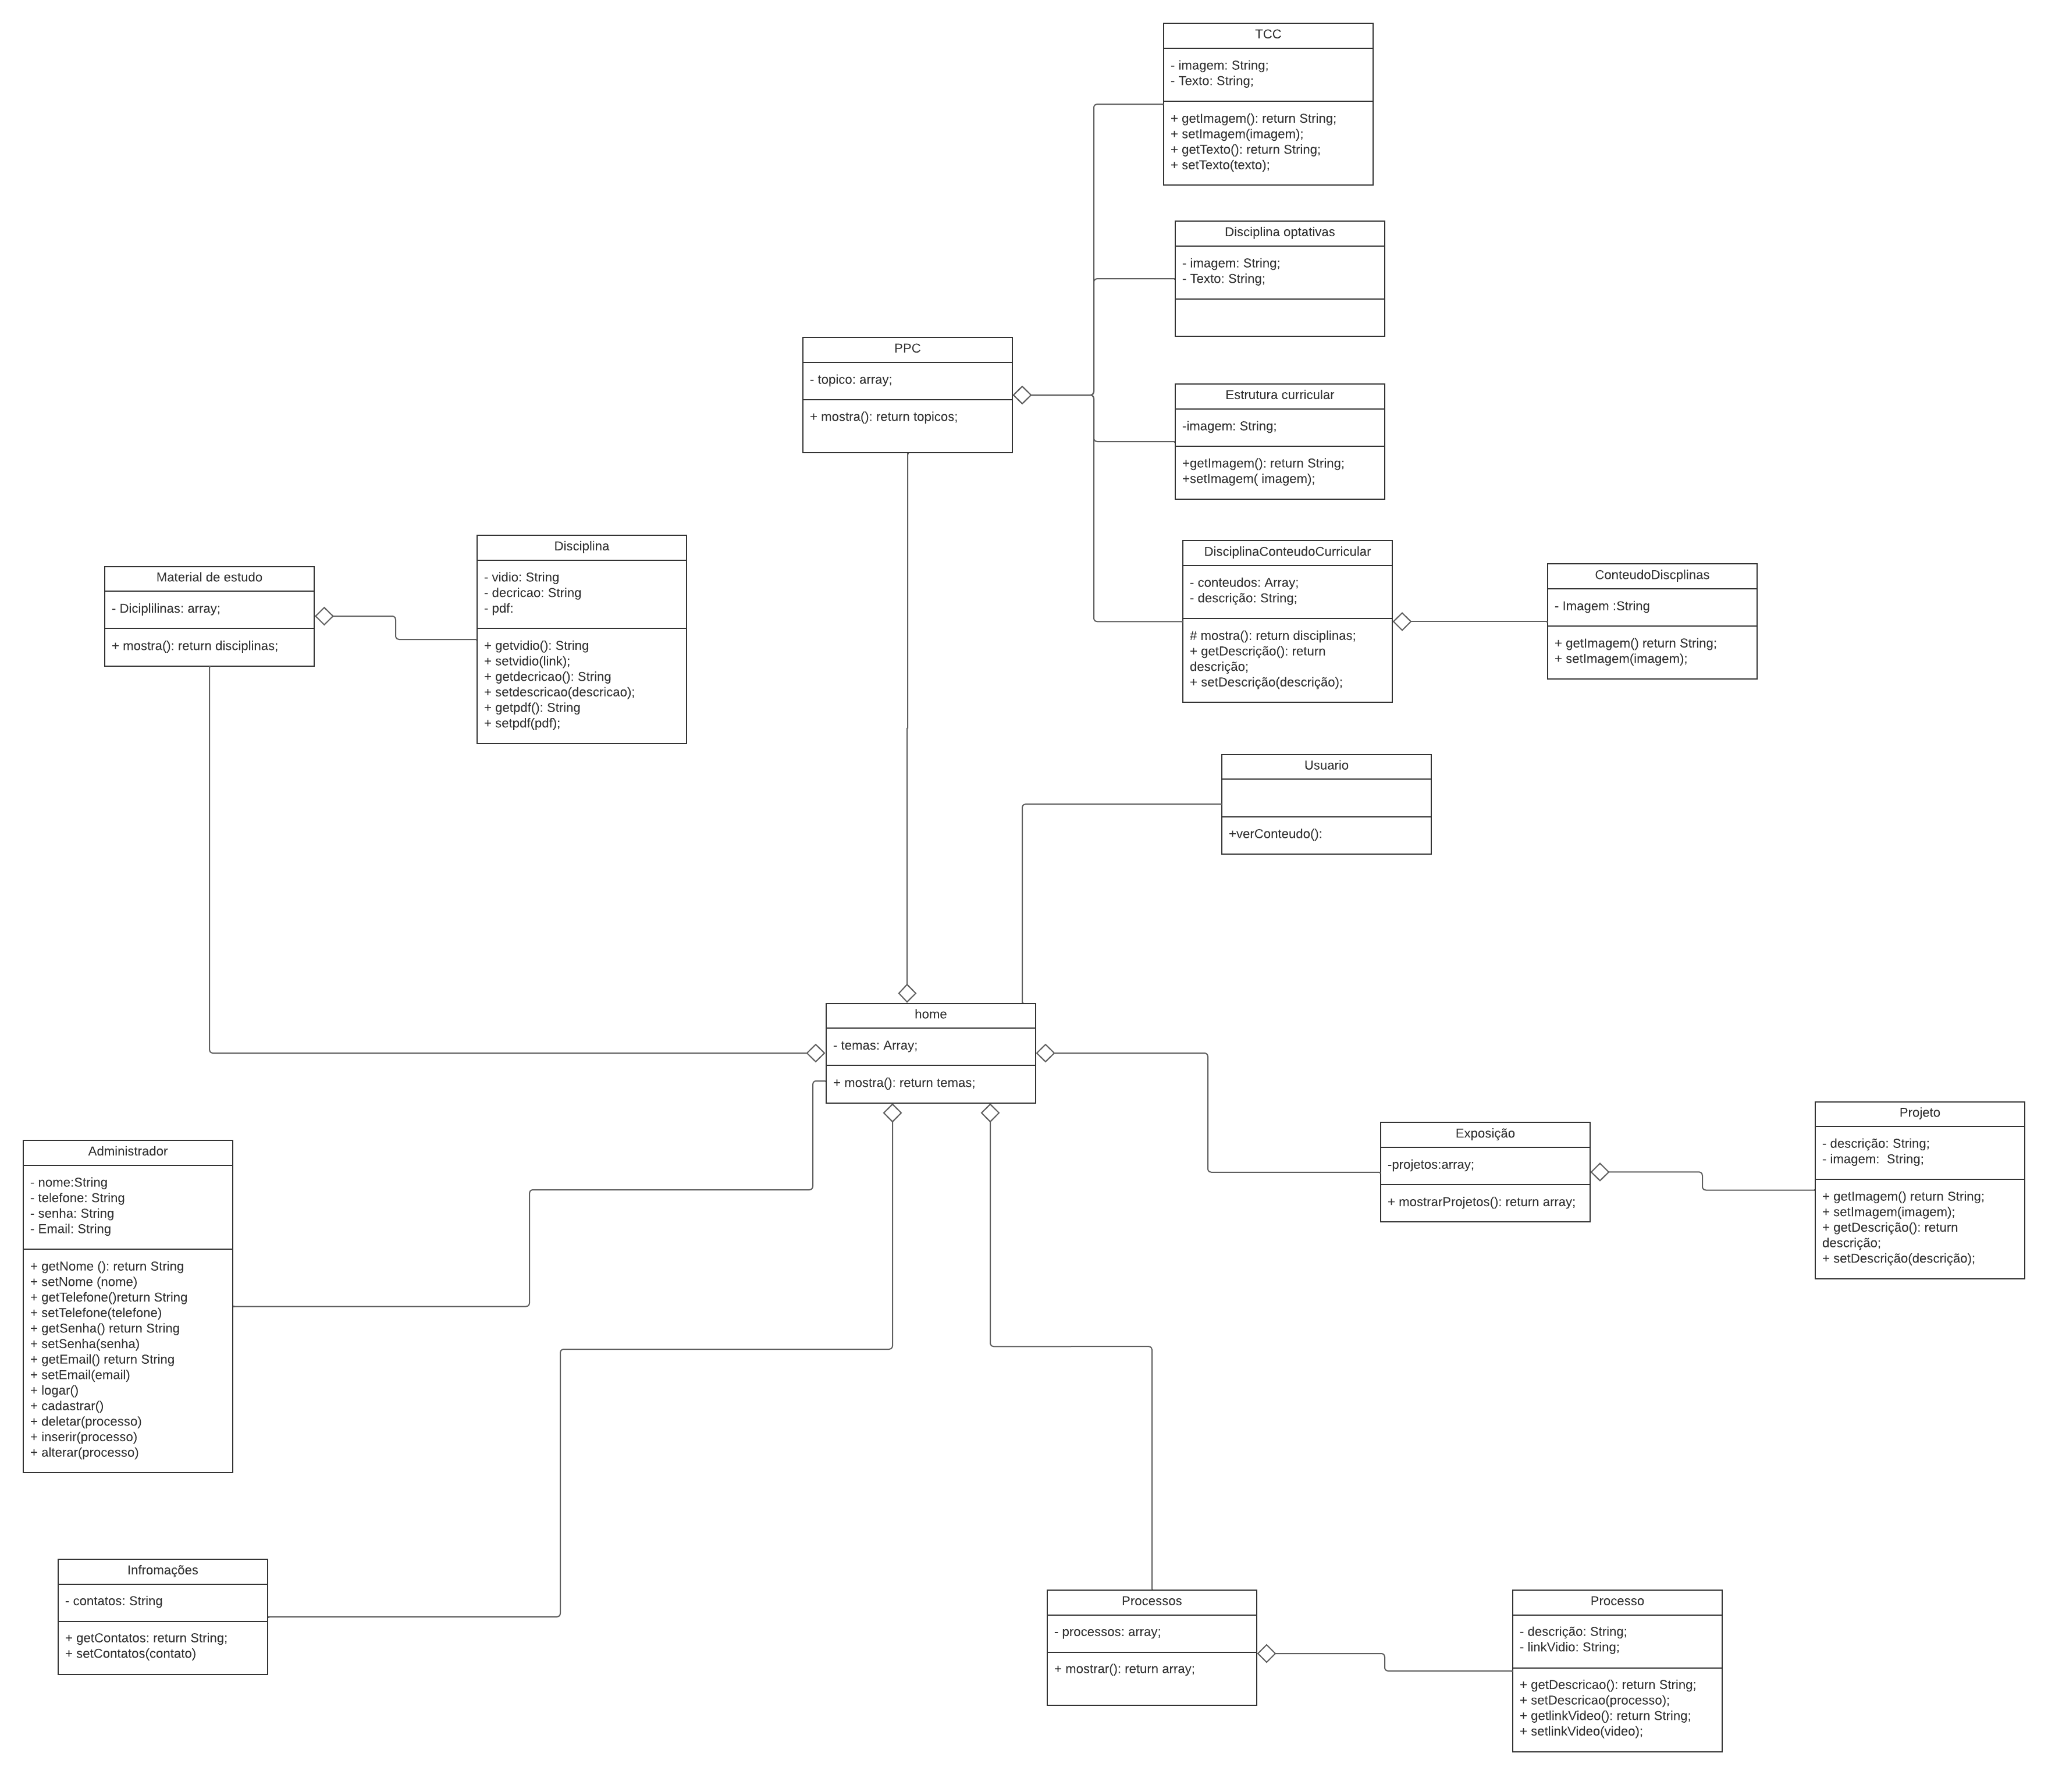 TCC
- imagem: String;
- Texto: String;
+ getImagem(): return String;
+ setImagem(imagem);
+ getTexto(): return String;
+ setTexto(texto);
Disciplina optativas
- imagem: String;
- Texto: String;
PPC
- topico: array;
+ mostra(): return topicos;
Estrutura curricular
-imagem: String;
+getImagem(): return String;
+setImagem( imagem);
Disciplina
- vidio: String
- decricao: String
- pdf:
+ getvidio(): String
+ setvidio(link);
+ getdecricao(): String
+ setdescricao(descricao);
+ getpdf(): String
+ setpdf(pdf);
Material de estudo
- Diciplilinas: array;
+ mostra(): return disciplinas;
DisciplinaConteudoCurricular
- conteudos: Array;
- descrição: String;
# mostra(): return disciplinas;
+ getDescrição(): return
descrição;
+ setDescrição(descrição);
ConteudoDiscplinas
- Imagem :String
+ getImagem() return String;
+ setImagem(imagem);
Usuario
+verConteudo():
home
- temas: Array;
+ mostra(): return temas;
Projeto
- descrição: String;
- imagem:  String;
+ getImagem() return String;
+ setImagem(imagem);
+ getDescrição(): return
descrição;
+ setDescrição(descrição);
Exposição
-projetos:array;
+ mostrarProjetos(): return array;
Administrador
- nome:String
- telefone: String
- senha: String
- Email: String
+ getNome (): return String
+ setNome (nome)
+ getTelefone()return String
+ setTelefone(telefone)
+ getSenha() return String
+ setSenha(senha)
+ getEmail() return String
+ setEmail(email)
+ logar()
+ cadastrar()
+ deletar(processo)
+ inserir(processo)
+ alterar(processo)
Infromações
- contatos: String
+ getContatos: return String;
+ setContatos(contato)
Processos
- processos: array;
+ mostrar(): return array;
Processo
- descrição: String;
- linkVidio: String;
+ getDescricao(): return String;
+ setDescricao(processo);
+ getlinkVideo(): return String;
+ setlinkVideo(video);